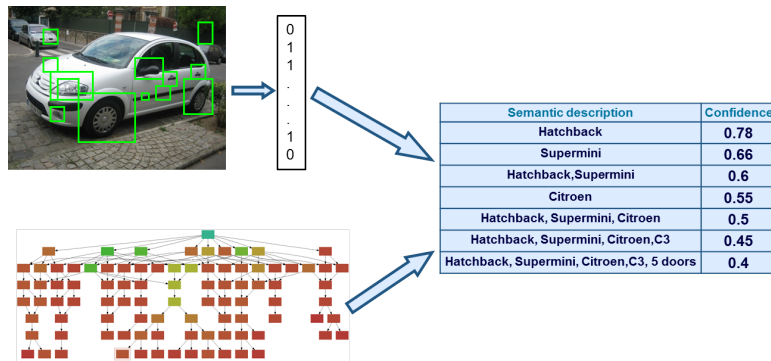 0
1
1
.
.
.
1
0
Semantic description Confidence
Hatchback 0.78
Supermini 0.66
Hatchback,Supermini 0.6
Citroen 0.55
Hatchback, Supermini, Citroen 0.5
Hatchback, Supermini, Citroen,C3 0.45
Hatchback, Supermini, Citroen,C3, 5 doors 0.4